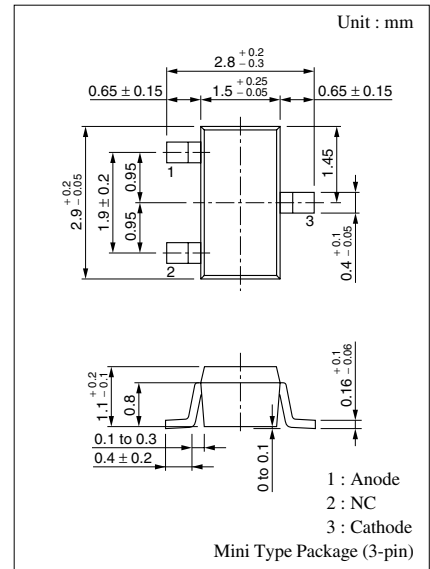 Unit : mm
2.8 +0.2 −0.3
0.65 ± 0.15
1.5 +0.25 −0.05
0.65 ± 0.15
2.9 +0.2 −0.05
1.9 ± 0.2
0.95
0.95
1
2
3
1.45
0.4 +0.1 −0.05
1.1 +0.2 −0.1
0.8
0.16 +0.1 −0.06
0.1 to 0.3
0.4 ± 0.2
0 to 0.1
1 : Anode
2 : NC
3 : Cathode
Mini Type Package (3-pin)